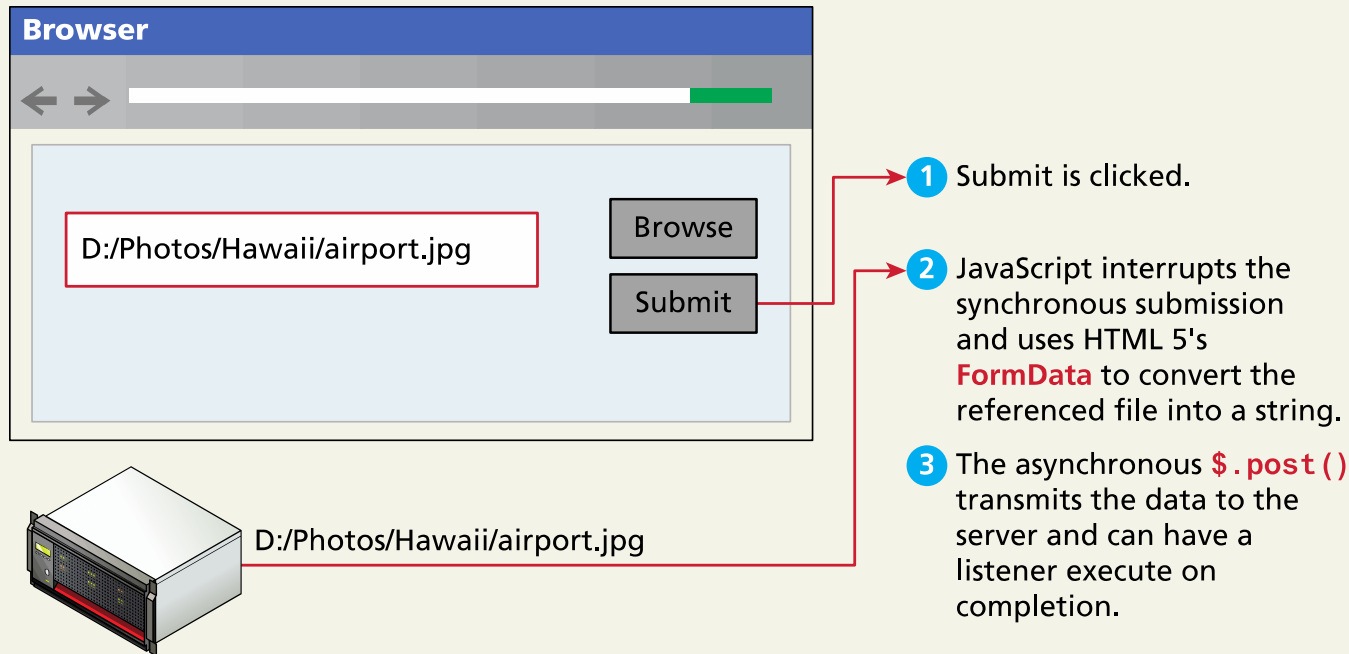 Browser
D:/Photos/Hawaii/airport.jpg
Browse
Submit
1 Submit is clicked.
2 JavaScript interrupts the
synchronous submission
and uses HTML 5's
FormData to convert the
referenced file into a string.
3 The asynchronous $.post()
transmits the data to the
server and can have a
listener execute on
completion.
D:/Photos/Hawaii/airport.jpg